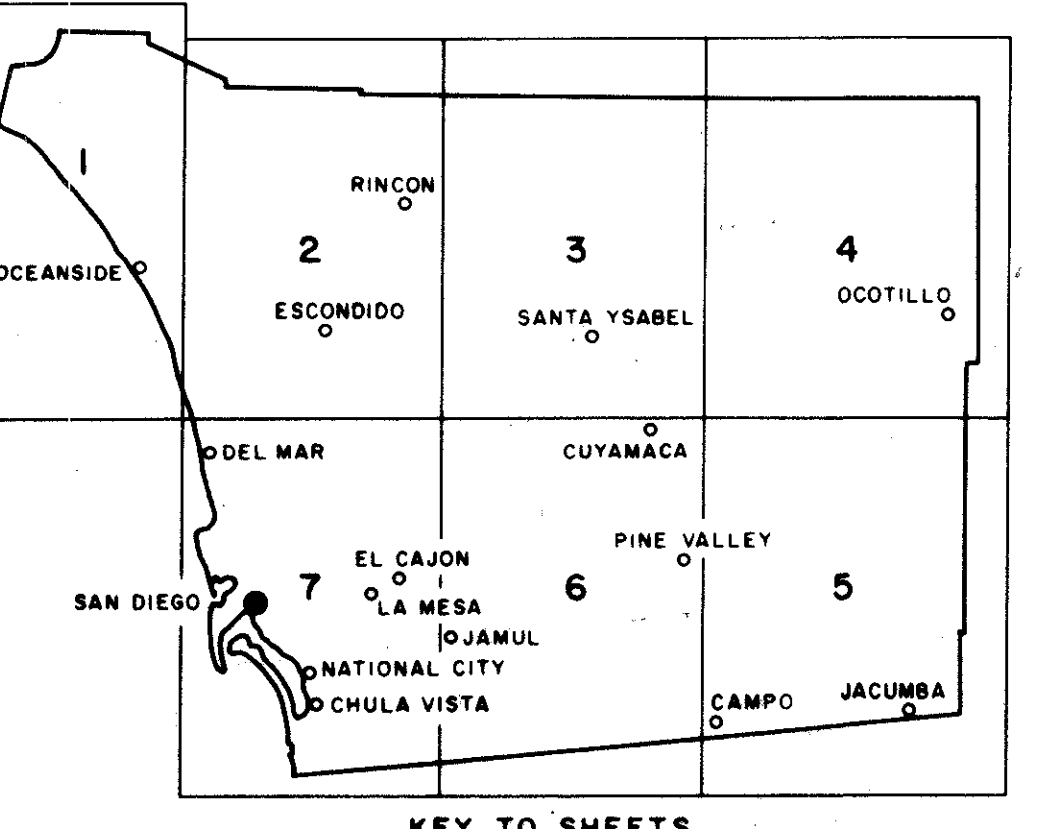 1
RINCON
2
3
4
OCEANSIDE
OCOTILLO
ESCONDIDO
SANTA YSABEL
DEL MAR
CUYAMACA
PINE VALLEY
EL CAJON
7
6
5
SAN DIEGO
LA MESA
JAMUL
NATIONAL CITY
JACUMBA
CHULA VISTA
CAMPO
KEY TO SHEETS